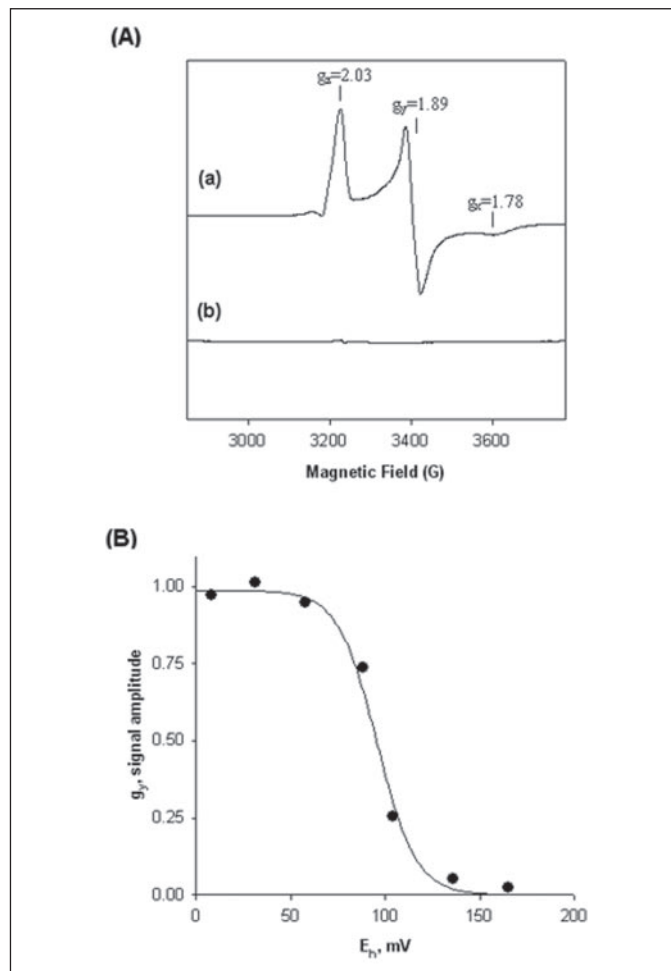 (A)
gz=2.03
gy=1.89
(a)
gx=1.78
(b)
3000 3200 3400 3600
Magnetic Field (G)
(B)
1.00
0.75
0.50
0.25
0.00
gy, signal amplitude
0 50 100 150 200
Eh, mV